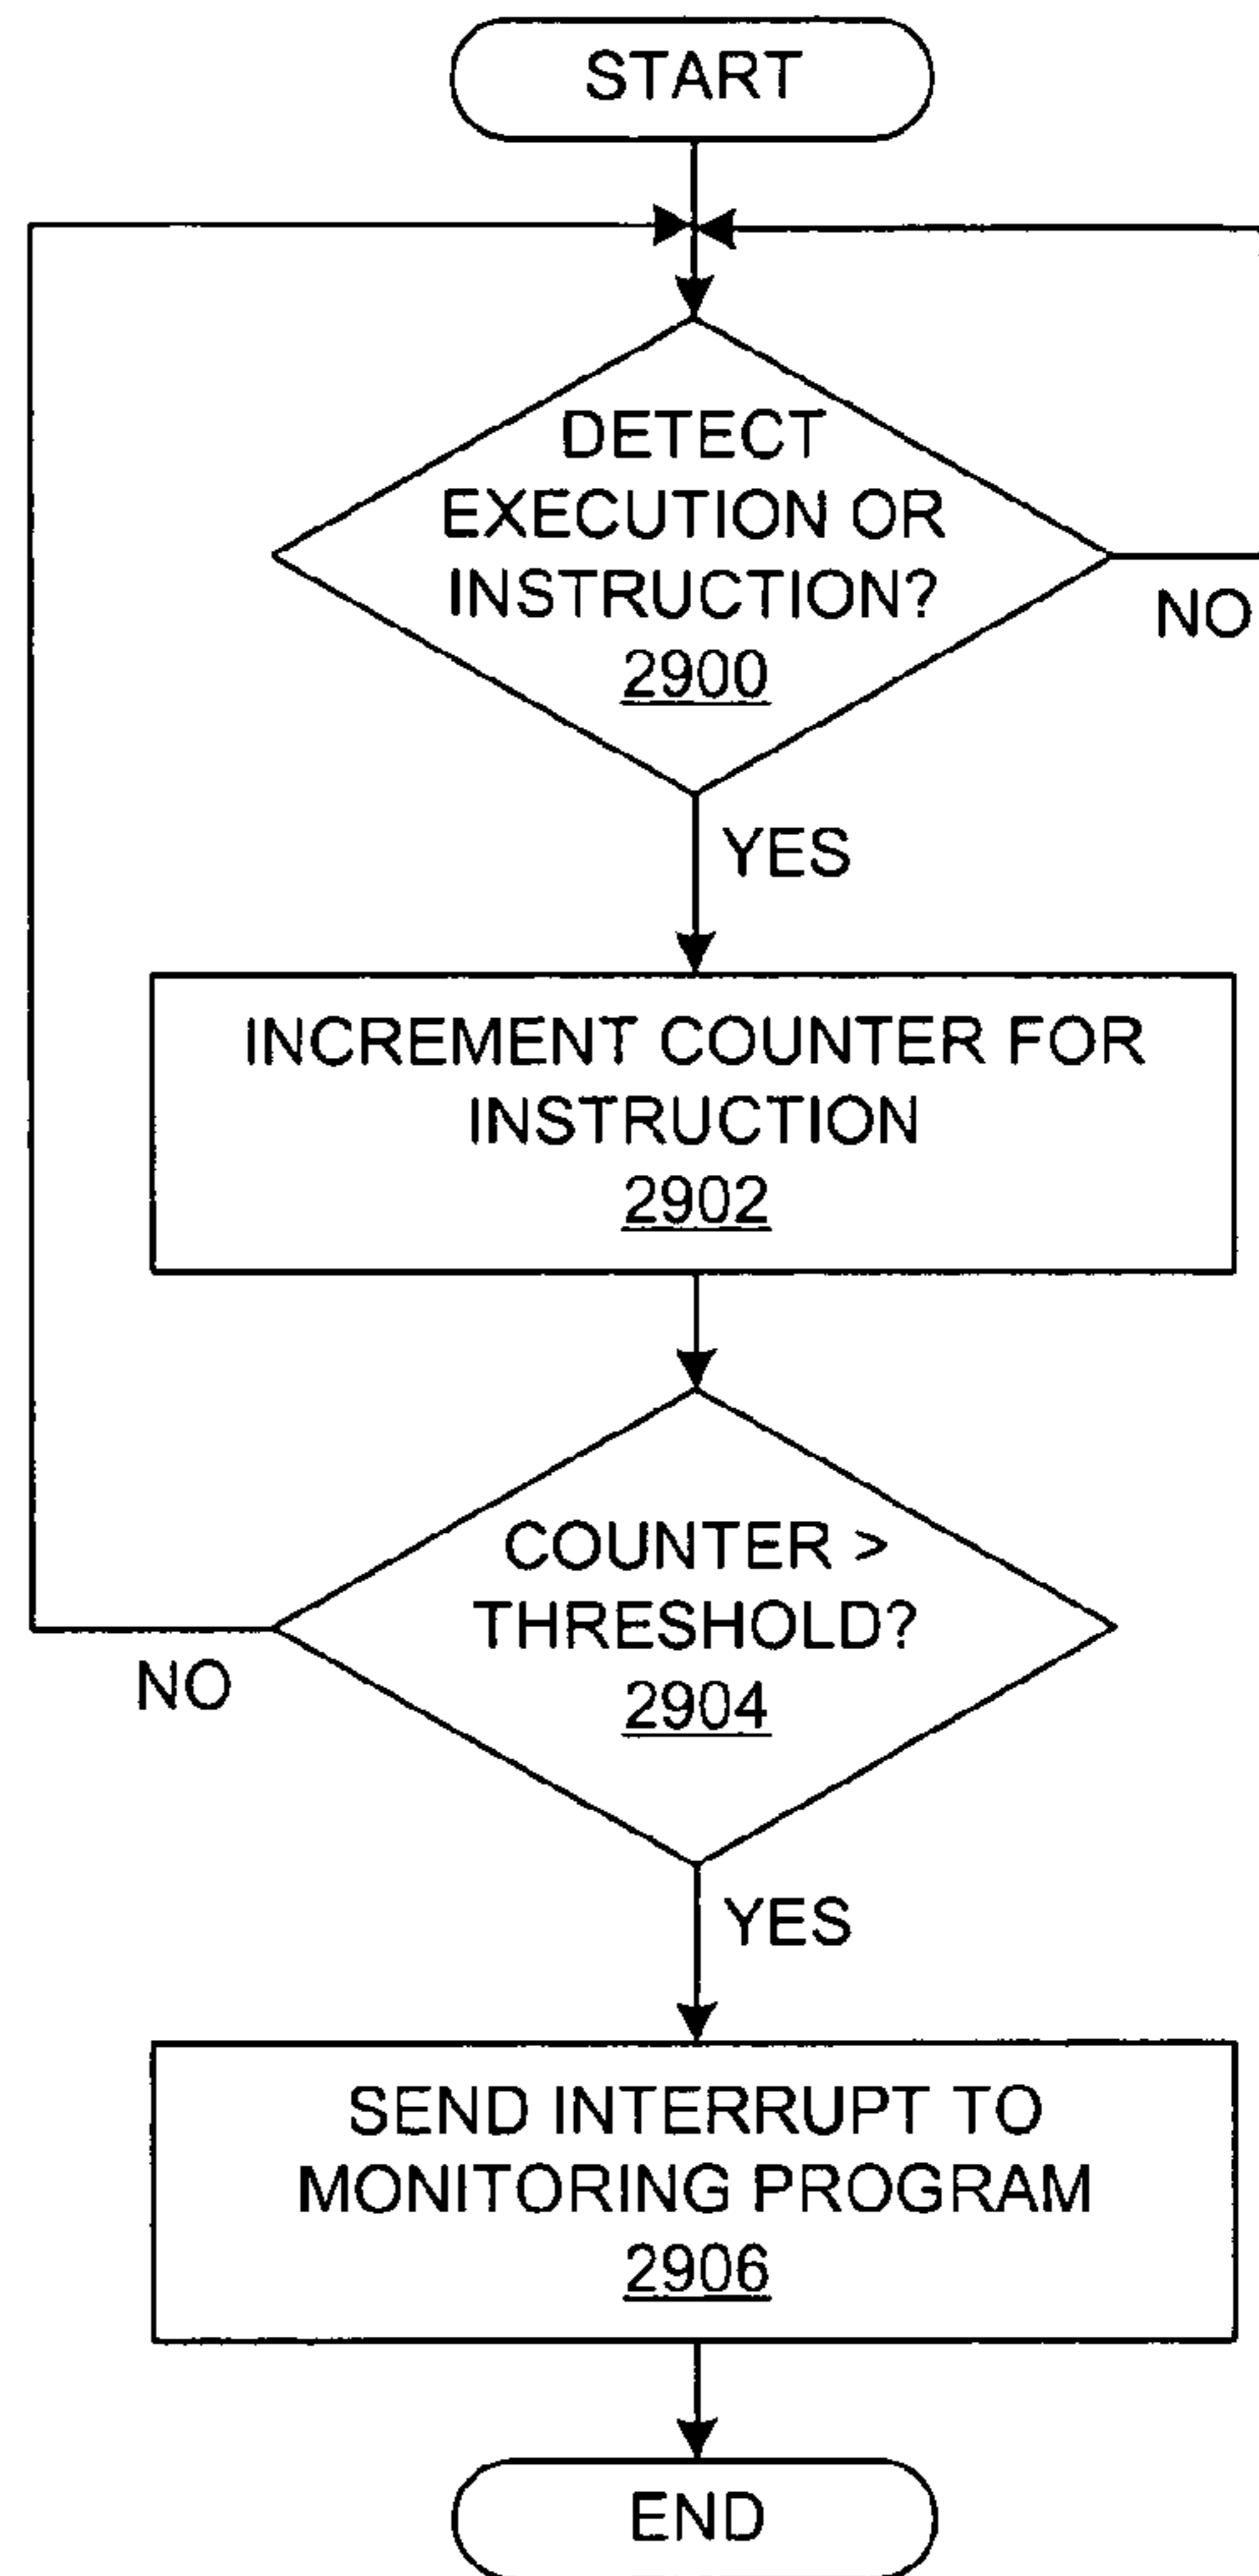 START
DETECT
EXECUTION OR
INSTRUCTION?
2900
NO
YES
INCREMENT COUNTER FOR
INSTRUCTION
2902
COUNTER >
THRESHOLD?
2904
NO
YES
SEND INTERRUPT TO
MONITORING PROGRAM
2906
END